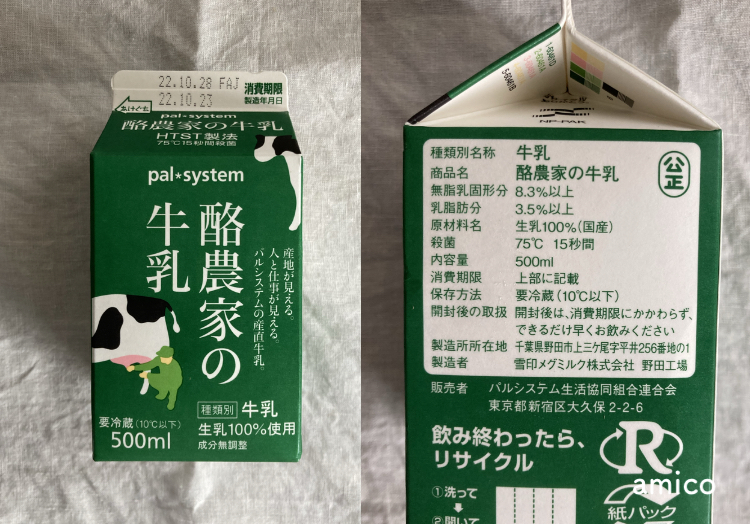 22.10.28 FAJ 消費期限
22.10.23 製造年月日
あけぐち
pal*system
酪農家の牛乳
HTST製法
75℃15秒間殺菌
pal*system
酪農家の
牛乳
産地が見える。
人と仕事が見える。
パルシステムの産直牛乳。
種類別 牛乳
生乳100%使用
成分無調整
要冷蔵(10℃以下)
500ml
1-60461D
2-60461A
5-60461B
NP-PAK
種類別名称 牛乳
商品名 酪農家の牛乳
無脂乳固形分 8.3%以上
乳脂肪分 3.5%以上
原材料名 生乳100%(国産)
殺菌 75℃ 15秒間
内容量 500ml
消費期限 上部に記載
保存方法 要冷蔵(10℃以下)
開封後の取扱 開封後は、消費期限にかかわらず、
できるだけ早くお飲みください
製造所所在地 千葉県野田市上三ケ尾字平井256番地の1
製造者 雪印メグミルク株式会社 野田工場
公正
販売者 パルシステム生活協同組合連合会
東京都新宿区大久保2-2-6
飲み終わったら、
リサイクル
R
amico
紙パック
①洗って
②開いて